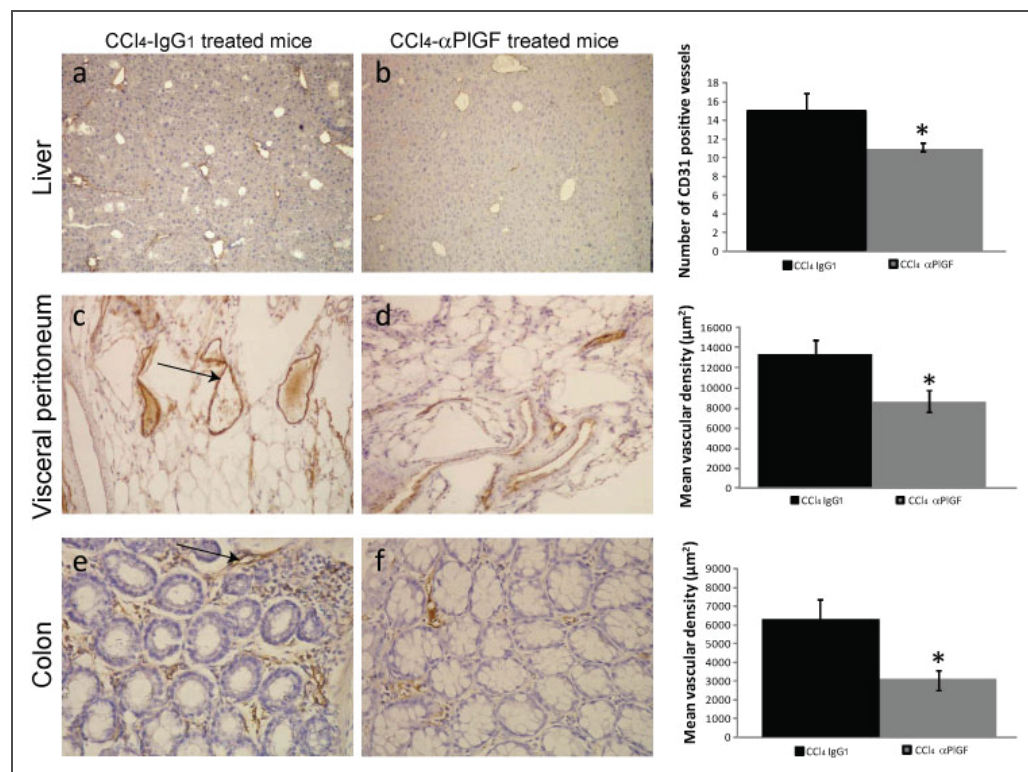 CCl₄-IgG₁ treated mice
CCl₄-αPlGF treated mice
Liver
a
b
Number of CD31 positive vessels
18
16
14
12
10
8
6
4
2
0
*
CCl₄ IgG1
CCl₄ αPlGF
Visceral peritoneum
c
d
Mean vascular density (µm²)
16000
14000
12000
10000
8000
6000
4000
2000
0
*
CCl₄ IgG1
CCl₄ αPlGF
Colon
e
f
Mean vascular density (µm²)
9000
8000
7000
6000
5000
4000
3000
2000
1000
0
*
CCl₄ IgG1
CCl₄ αPlGF